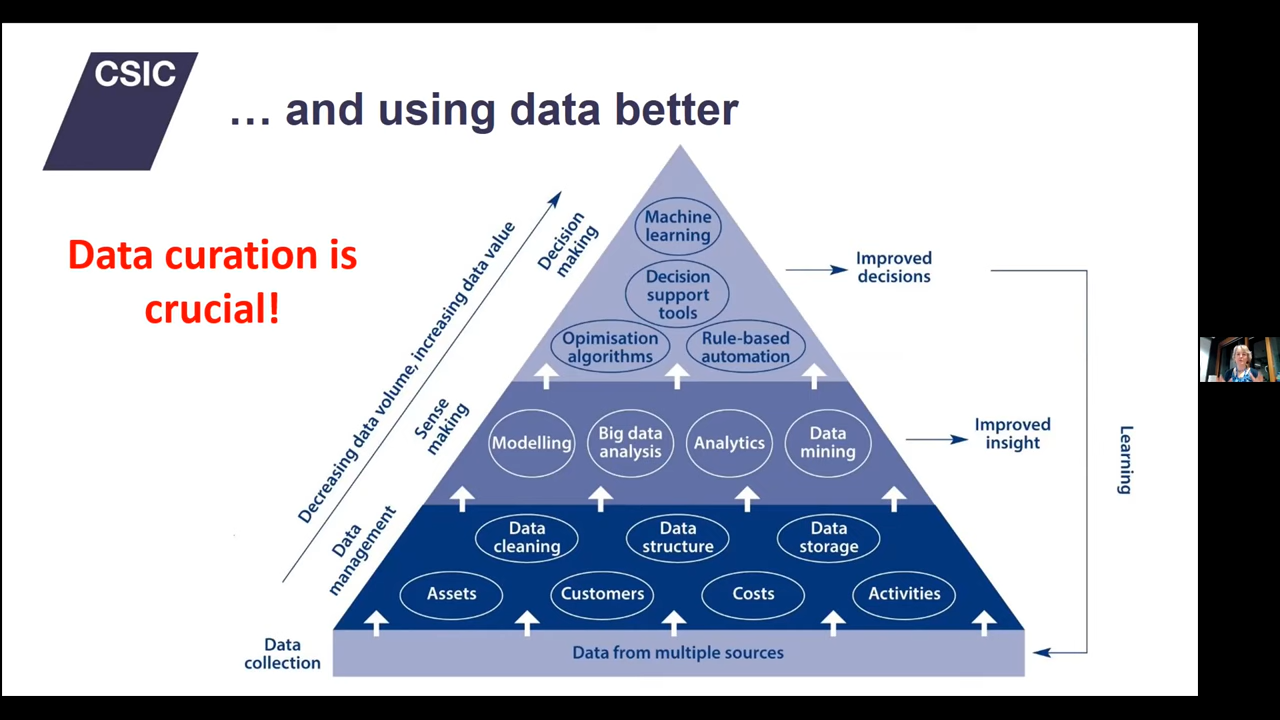 CSIC
... and using data better
Data curation is
crucial!
Decreasing data volume, increasing data value
Decision
making
Sense
making
Data
management
Data
collection
Machine
learning
Decision
support
tools
Opimisation
algorithms
Rule-based
automation
Modelling
Big data
analysis
Analytics
Data
mining
Data
cleaning
Data
structure
Data
storage
Assets
Customers
Costs
Activities
Data from multiple sources
Improved
decisions
Improved
insight
Learning